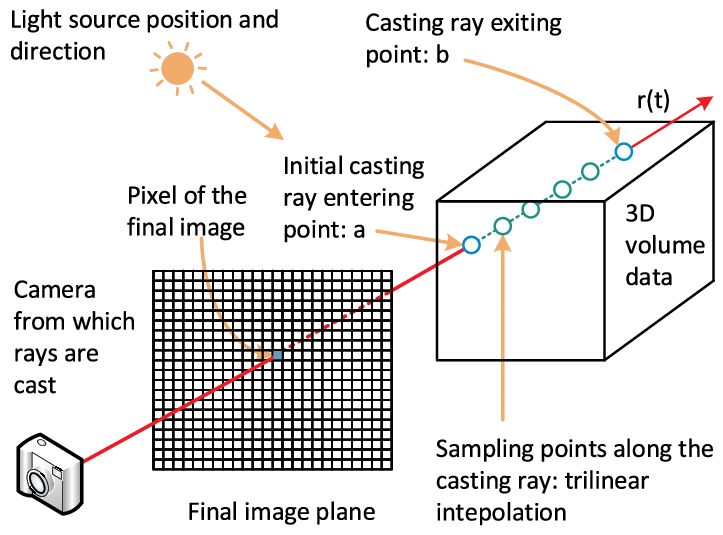 Light source position and
direction
Casting ray exiting
point: b
r(t)
Initial casting
ray entering
point: a
Pixel of the
final image
3D
volume
data
Camera
from which
rays are
cast
Sampling points along the
casting ray: trilinear
intepolation
Final image plane